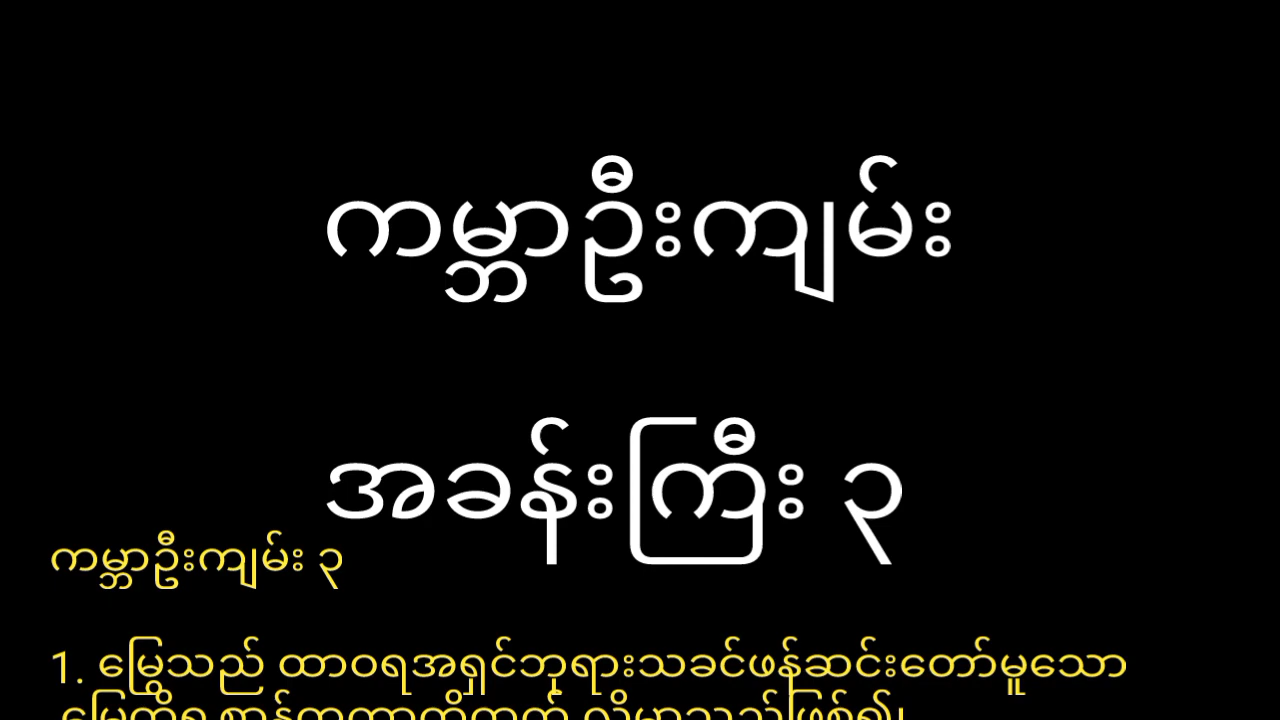 ကမ္ဘာဦးကျမ်း
အခန်းကြီး ၃
ကမ္ဘာဦးကျမ်း ၃
1. မြွေသည် ထာဝရအရှင်ဘုရားသခင်ဖန်ဆင်းတော်မူသော